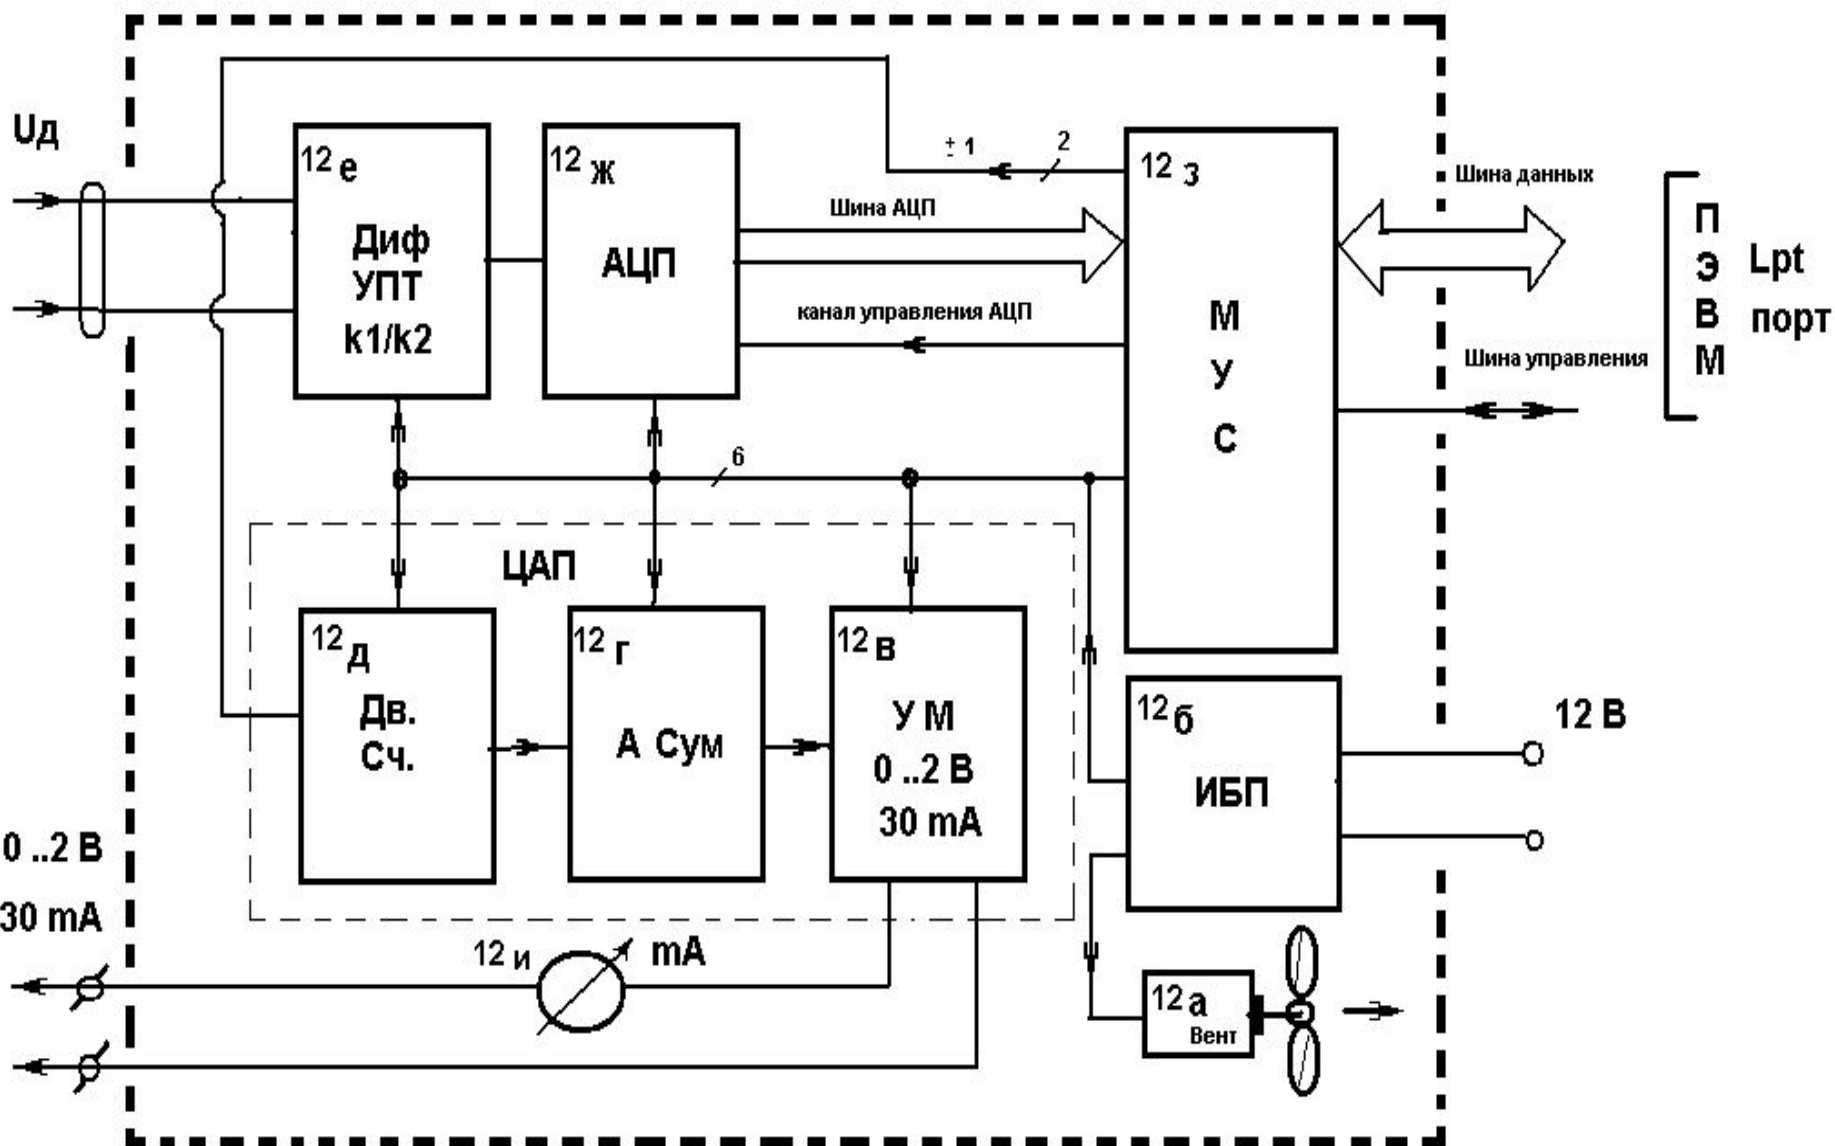 Uд
12 е
Диф
УПТ
k1/k2
12 ж
АЦП
± 1
2
Шина АЦП
канал управления АЦП
12 з
М
У
С
Шина данных
Шина управления
П
Э
В
М
Lpt
порт
6
ЦАП
12 д
Дв.
Сч.
12 г
А Сум
12 в
У М
0 ..2 В
30 mA
12 б
ИБП
12 В
0 ..2 В
30 mA
12 и
mA
12 а
Вент